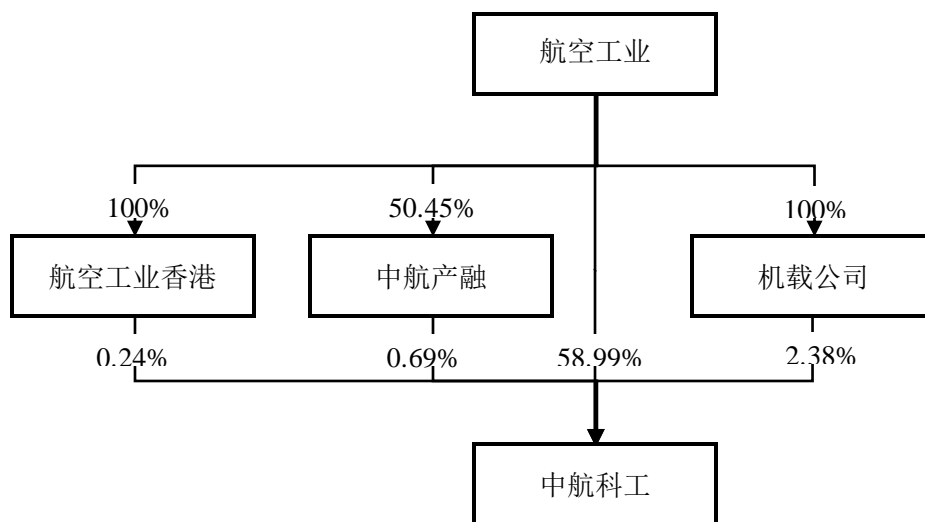 航空工业
100%
50.45%
100%
航空工业香港
中航产融
机载公司
0.24%
0.69%
58.99%
2.38%
中航科工